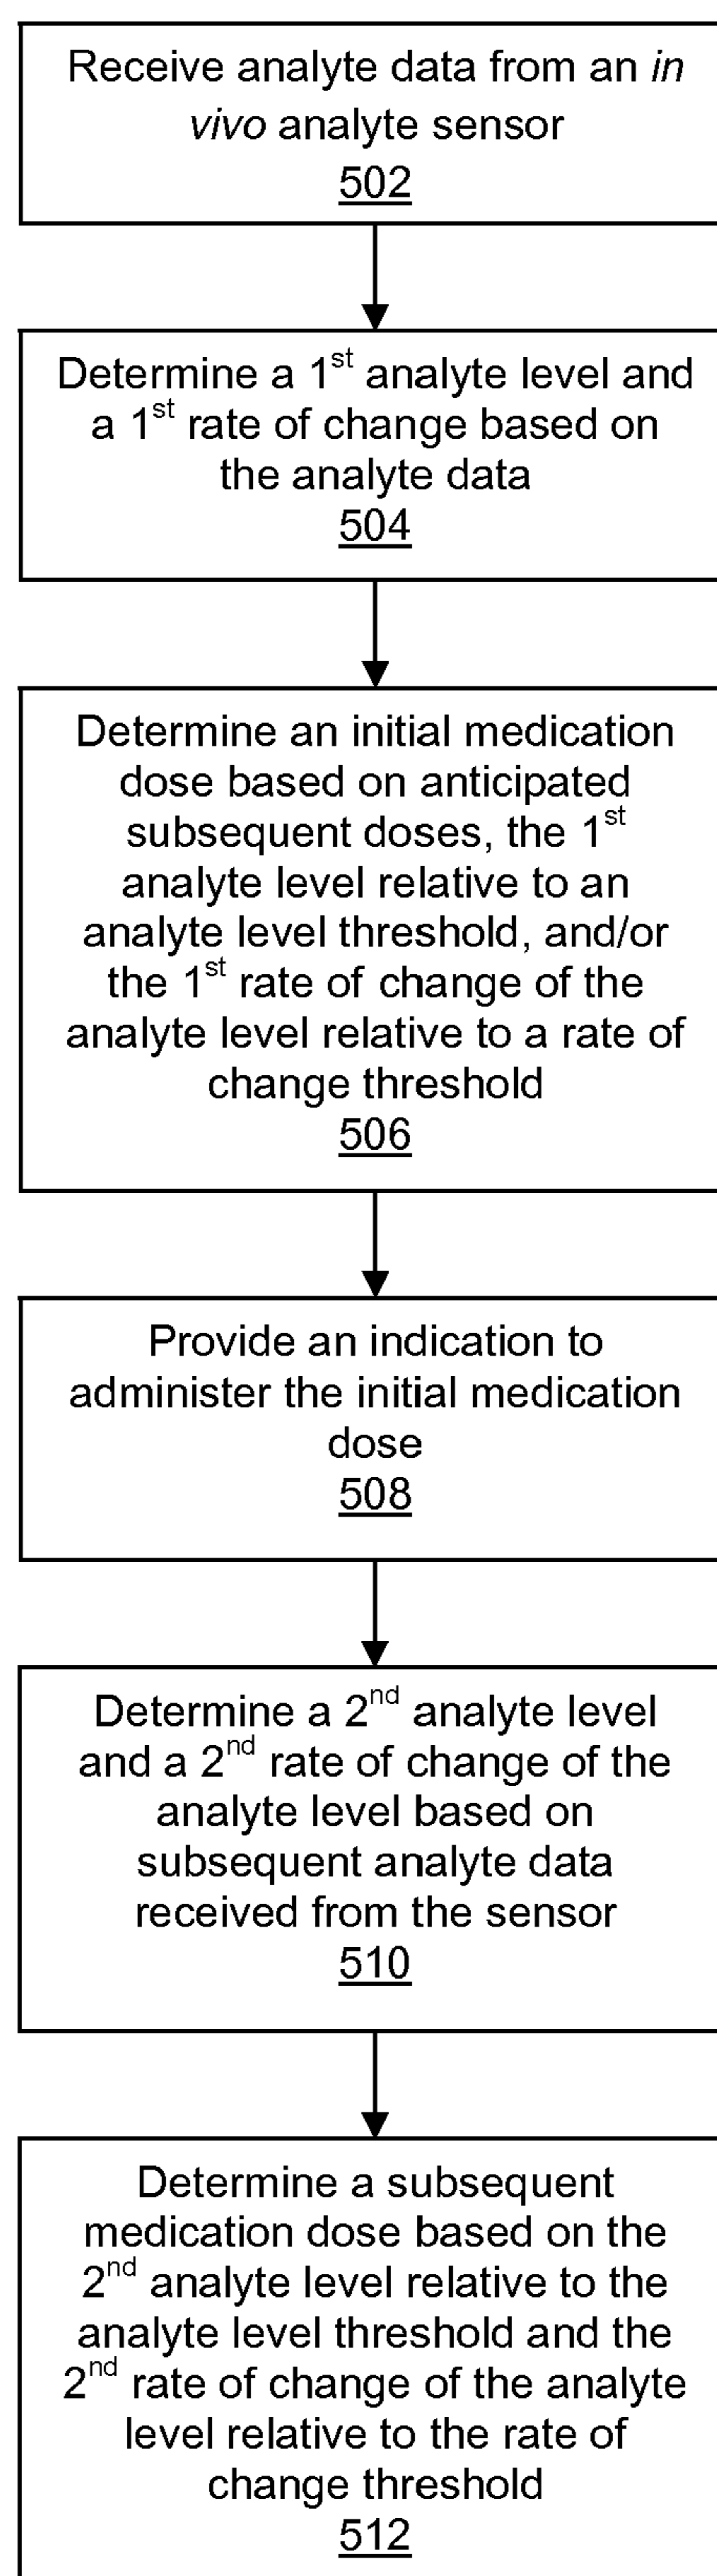 Receive analyte data from an in
vivo analyte sensor
502
Determine a 1st analyte level and
a 1st rate of change based on
the analyte data
504
Determine an initial medication
dose based on anticipated
subsequent doses, the 1st
analyte level relative to an
analyte level threshold, and/or
the 1st rate of change of the
analyte level relative to a rate of
change threshold
506
Provide an indication to
administer the initial medication
dose
508
Determine a 2nd analyte level
and a 2nd rate of change of the
analyte level based on
subsequent analyte data
received from the sensor
510
Determine a subsequent
medication dose based on the
2nd analyte level relative to the
analyte level threshold and the
2nd rate of change of the analyte
level relative to the rate of
change threshold
512